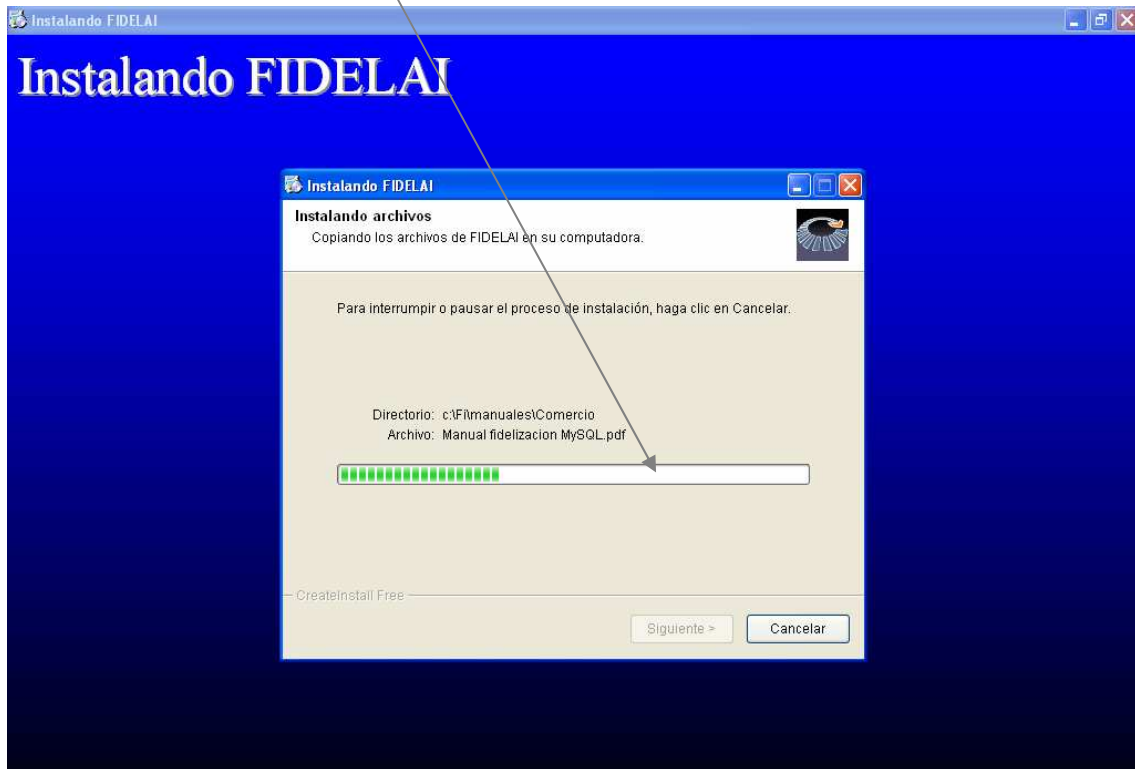 Instalando FIDELAI
Instalando FIDELAI
Instalando FIDELAI
Instalando archivos
Copiando los archivos de FIDELAI en su computadora.
Para interrumpir o pausar el proceso de instalación, haga clic en Cancelar.
Directorio: c:\FI\manuales\Comercio
Archivo: Manual fidelizacion MySQL.pdf
CreateInstall Free
Siguiente >
Cancelar